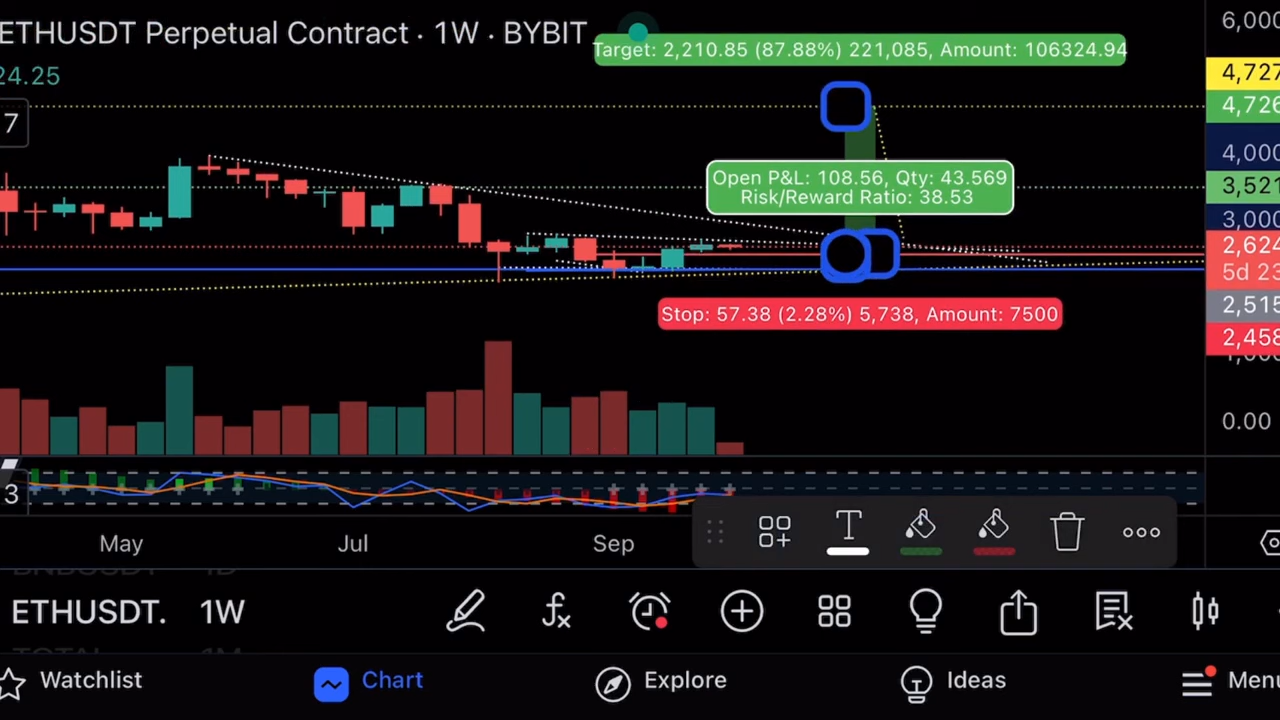 ETHUSDT Perpetual Contract · 1W · BYBIT
24.25
7
Target: 2,210.85 (87.88%) 221,085, Amount: 106324.94
Open P&L: 108.56, Qty: 43.569
Risk/Reward Ratio: 38.53
Stop: 57.38 (2.28%) 5,738, Amount: 7500
6,000
4,727
4,726
4,000
3,521
3,000
2,624
5d 23
2,515
2,458
0.00
3
May Jul Sep
ETHUSDT. 1W
Watchlist Chart Explore Ideas Menu